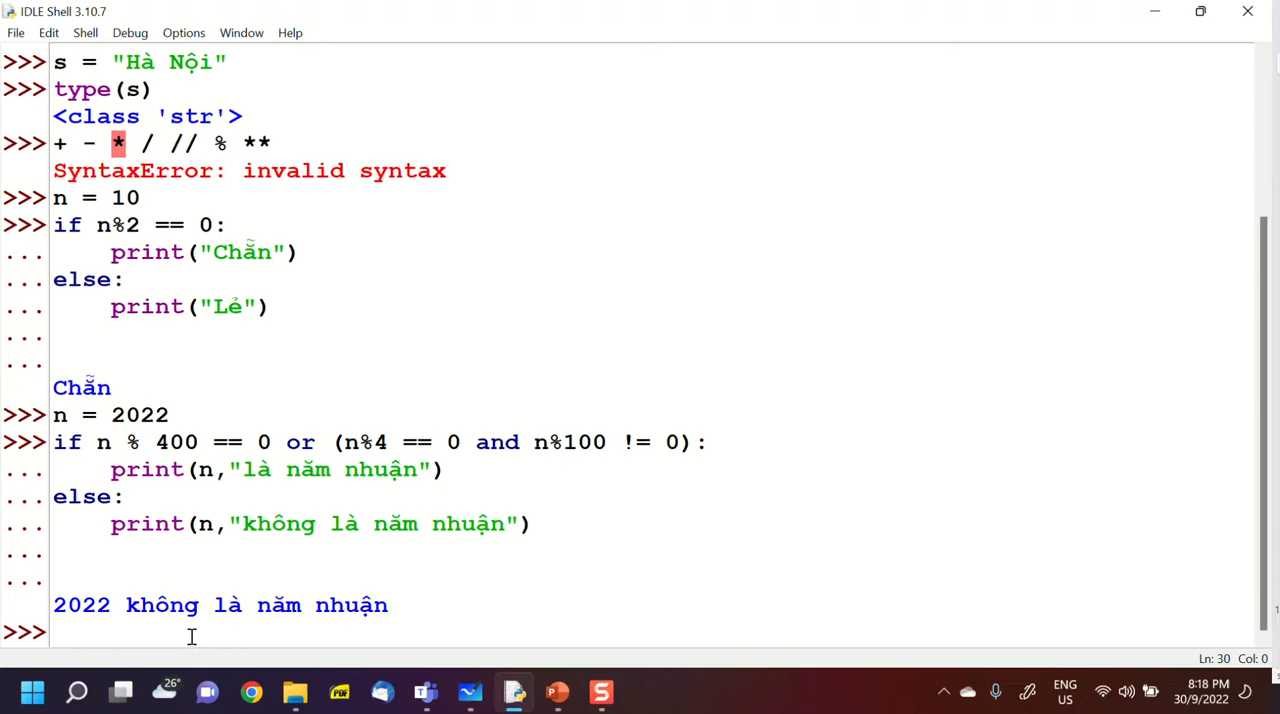 IDLE Shell 3.10.7
File Edit Shell Debug Options Window Help
>>> s = "Hà Nội"
>>> type(s)
<class 'str'>
>>> + - * / // % **
SyntaxError: invalid syntax
>>> n = 10
>>> if n%2 == 0:
...     print("Chẵn")
... else:
...     print("Lẻ")
...
...
Chẵn
>>> n = 2022
>>> if n % 400 == 0 or (n%4 == 0 and n%100 != 0):
...     print(n,"là năm nhuận")
... else:
...     print(n,"không là năm nhuận")
...
...
2022 không là năm nhuận
>>>
Ln: 30 Col: 0
26°
PDF
ENG
US
8:18 PM
30/9/2022